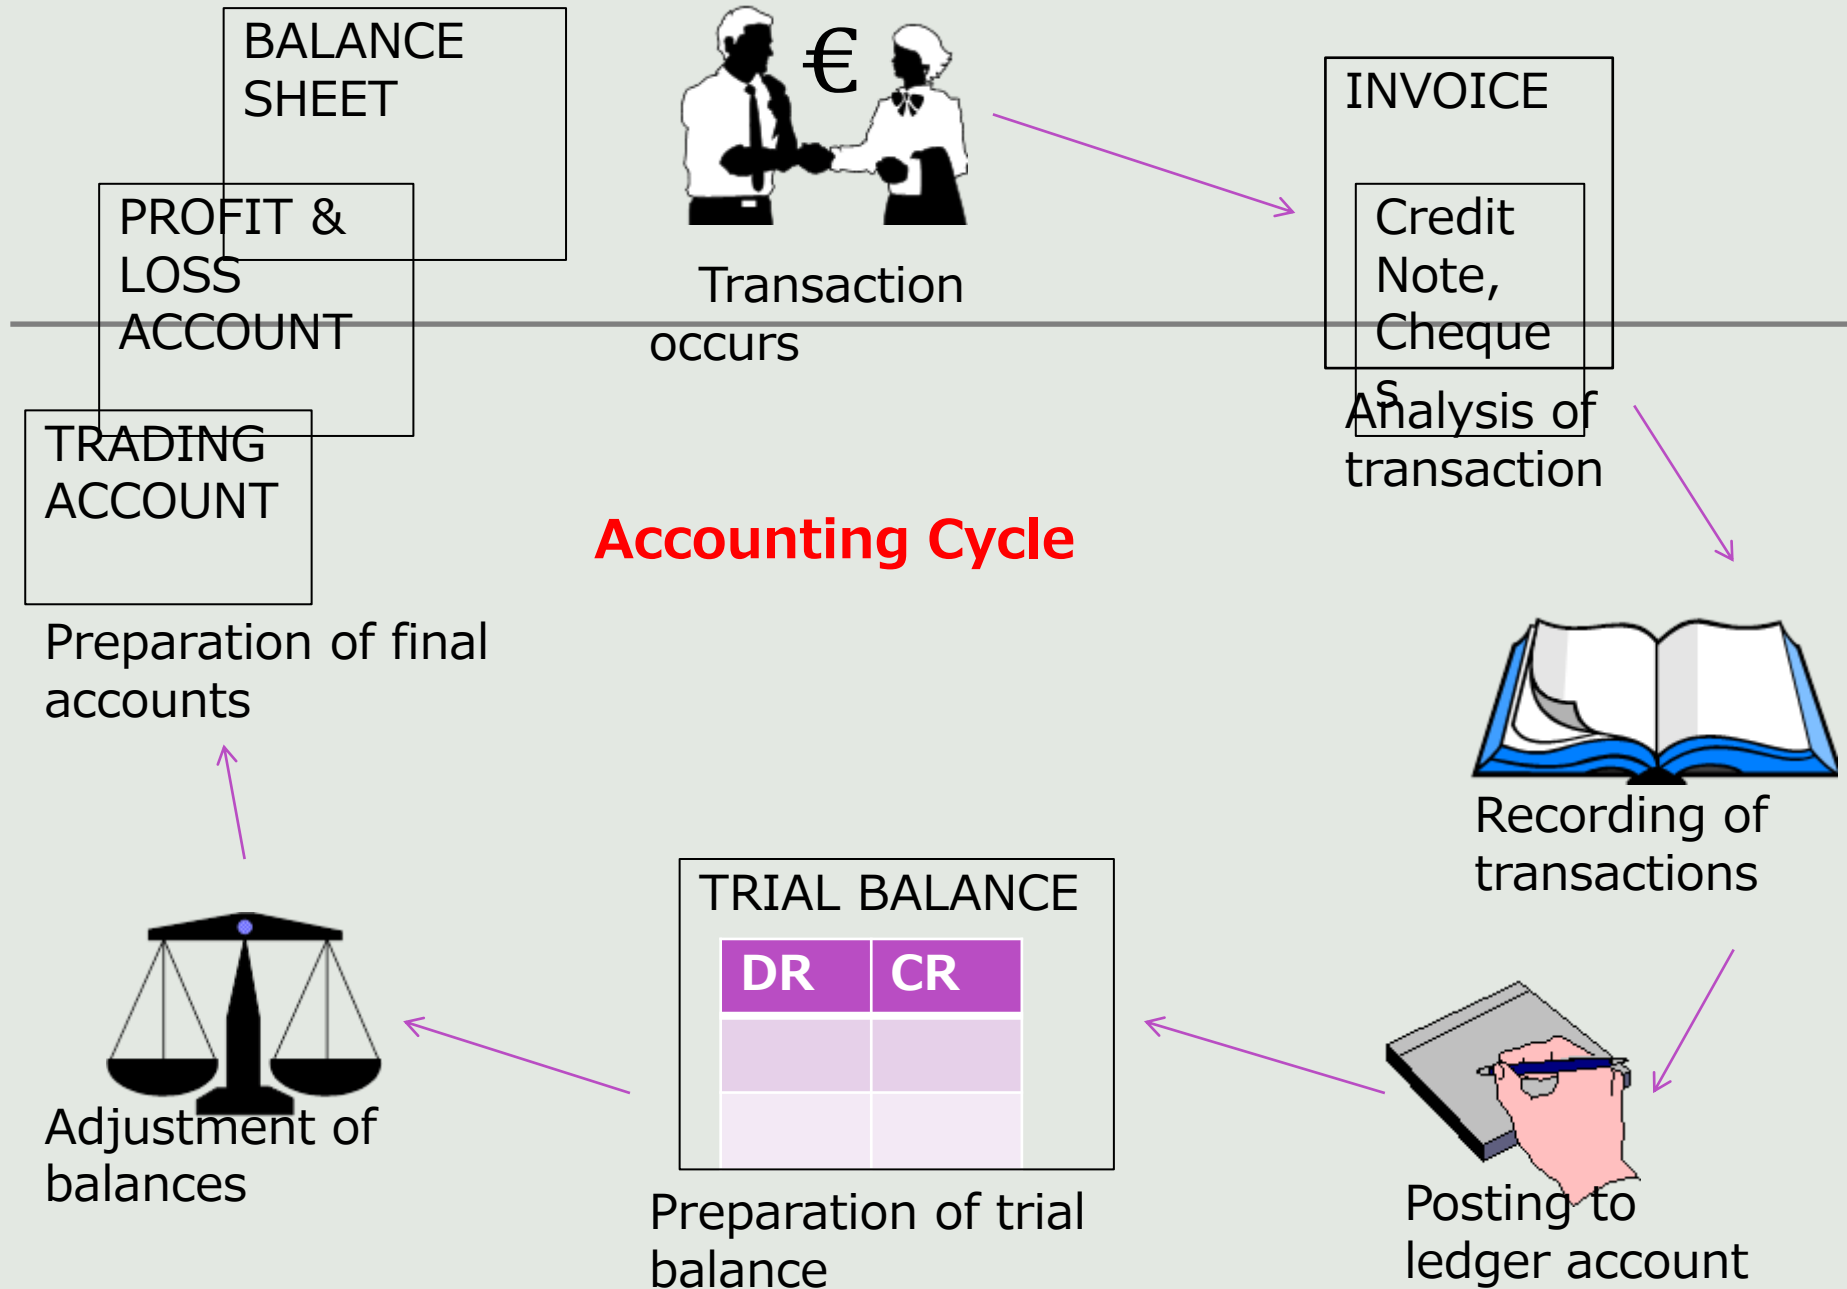 BALANCE
SHEET
PROFIT &
LOSS
ACCOUNT
TRADING
ACCOUNT
Preparation of final
accounts
€
Transaction
occurs
INVOICE
Credit
Note,
Cheque
s
Analysis of
transaction
Accounting Cycle
Recording of
transactions
Posting to
ledger account
TRIAL BALANCE
DR CR
Preparation of trial
balance
Adjustment of
balances